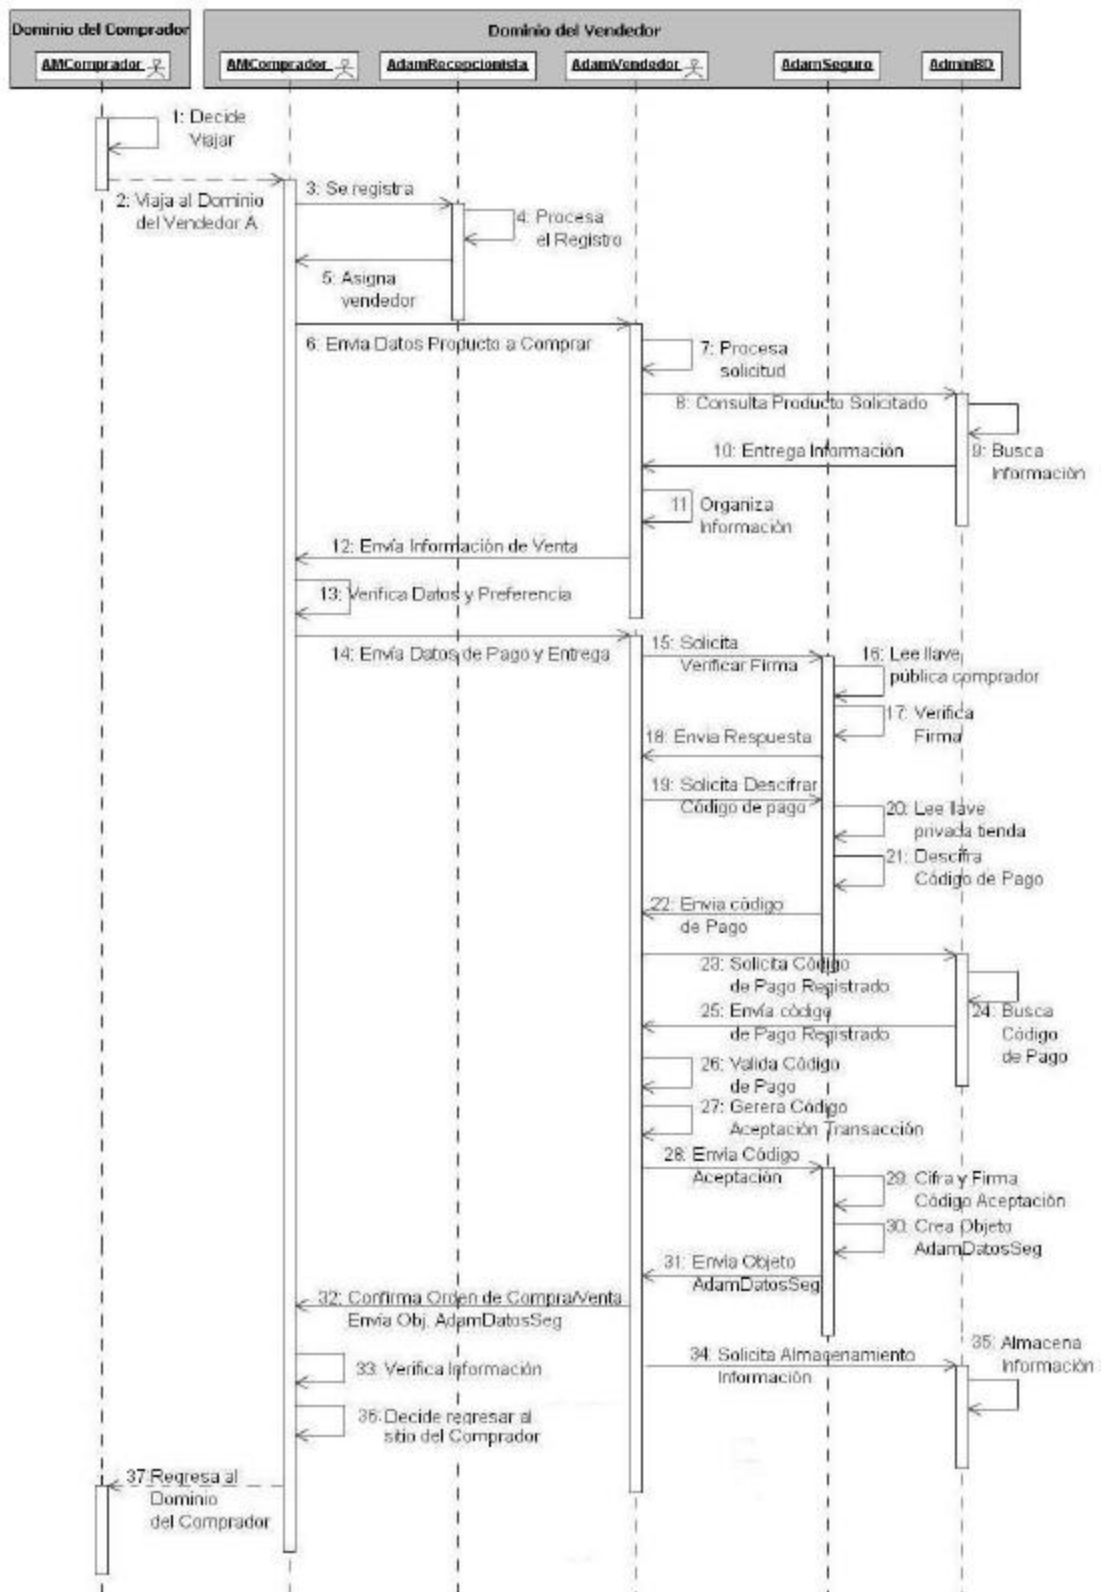 Dominio del Comprador
Dominio del Vendedor
AMComprador
AMComprador
AdamRecepcionista
AdamVendedor
AdamSeguro
AdminBD
1: Decide
Viajar
2: Viaja al Dominio
del Vendedor A
3: Se registra
4: Procesa
el Registro
5: Asigna
vendedor
6: Envia Datos Producto a Comprar
7: Procesa
solicitud
8: Consulta Producto Solicitado
9: Busca
Información
10: Entrega Información
11 Organiza
Información
12: Envía Información de Venta
13: Verifica Datos y Preferencia
14: Envía Datos de Pago y Entrega
15: Solicita
Verificar Firma
16: Lee llave
pública comprador
17: Verifica
Firma
18: Envia Respuesta
19: Solicita Descifrar
Código de pago
20: Lee llave
privada tienda
21: Descifra
Código de Pago
22: Envia código
de Pago
23: Solicita Código
de Pago Registrado
24: Busca
Código
de Pago
25: Envía código
de Pago Registrado
26: Valida Código
de Pago
27: Gerera Código
Aceptación Transacción
28: Envía Código
Aceptación
29: Cifra y Firma
Código Aceptación
30: Crea Objeto
AdamDatosSeg
31: Envía Objeto
AdamDatosSeg
32: Confirma Orden de Compra/Venta
Envía Obj. AdamDatosSeg
33: Verifica Información
34: Solicita Almacenamiento
Información
35: Almacena
Información
36: Decide regresar al
sitio del Comprador
37: Regresa al
Dominio
del Comprador